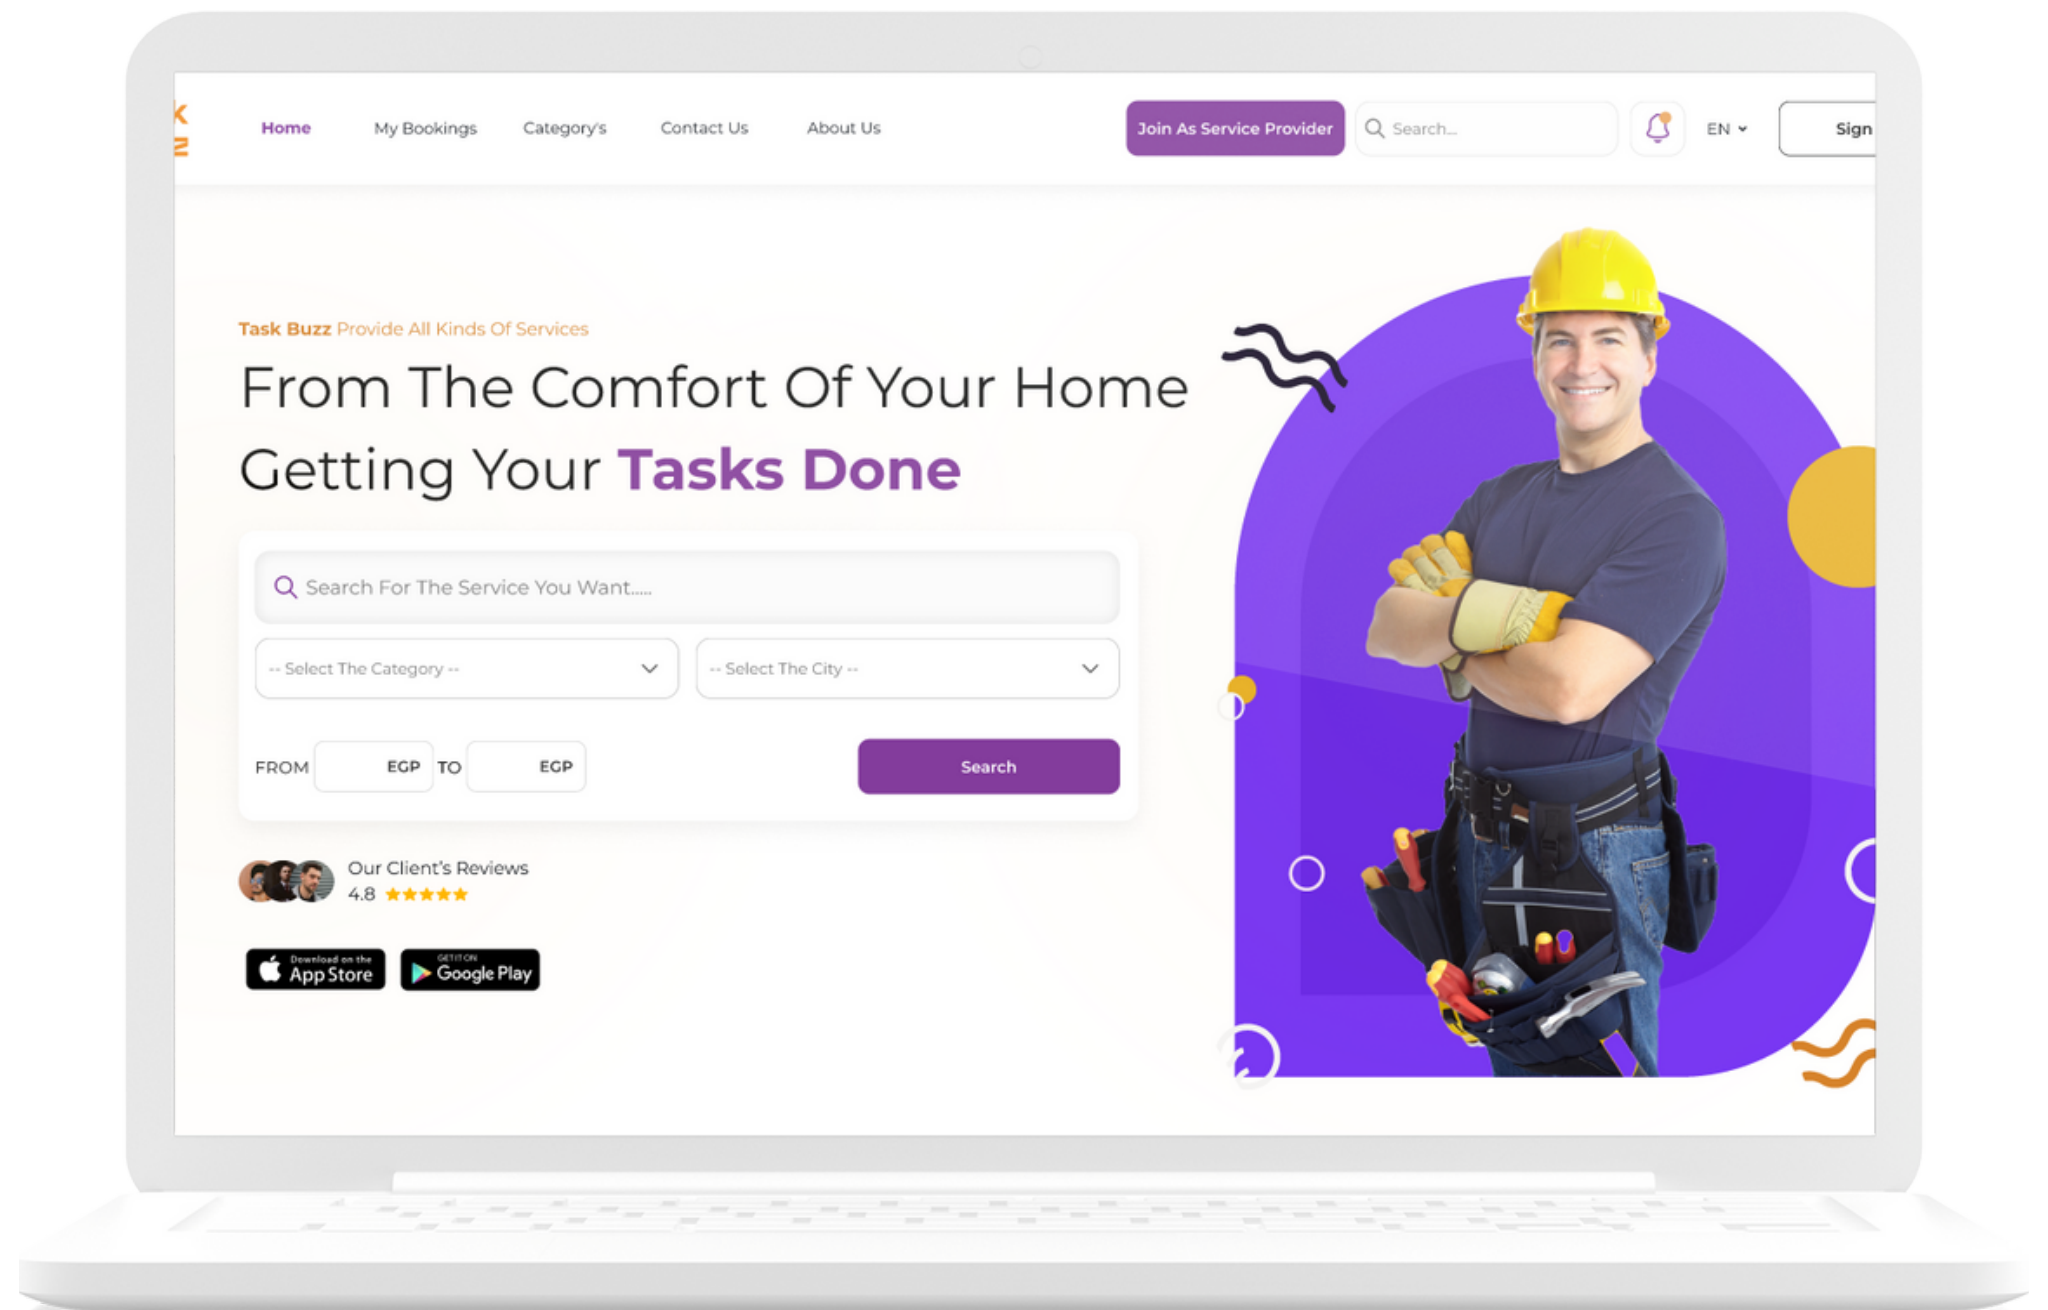 Home My Bookings Category's Contact Us About Us Join As Service Provider Search... EN Sign
Task Buzz Provide All Kinds Of Services
From The Comfort Of Your Home
Getting Your Tasks Done
Search For The Service You Want.....
-- Select The Category -- -- Select The City --
FROM EGP TO EGP Search
Our Client's Reviews
4.8
Download on the
App Store
GET IT ON
Google Play